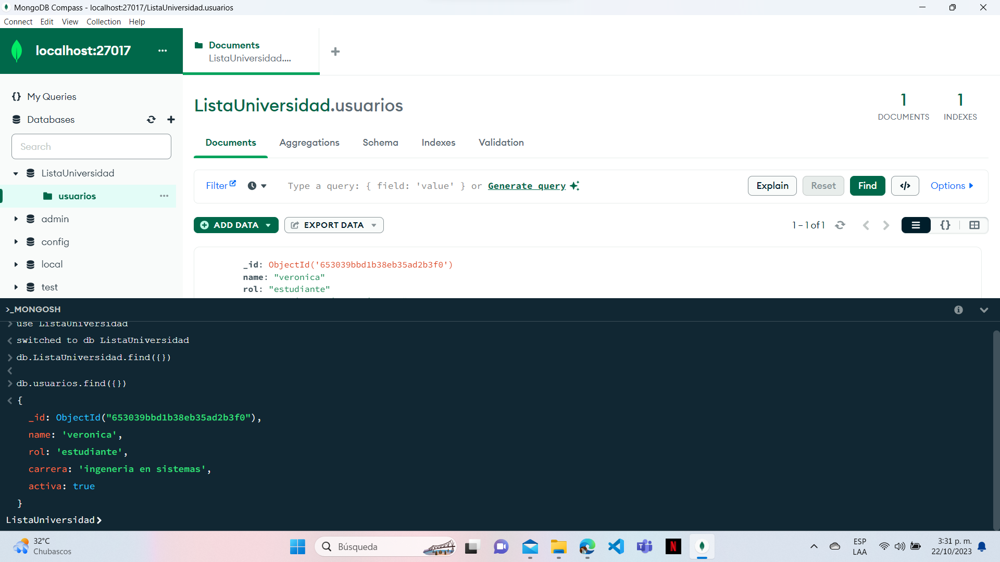 MongoDB Compass - localhost:27017/ListaUniversidad.usuarios
Connect Edit View Collection Help
localhost:27017 ...
Documents
ListaUniversidad....
My Queries
Databases
Search
ListaUniversidad
usuarios ...
admin
config
local
test
ListaUniversidad.usuarios
1
DOCUMENTS
1
INDEXES
Documents Aggregations Schema Indexes Validation
Filter
Type a query: { field: 'value' } or Generate query
Explain Reset Find </> Options
ADD DATA EXPORT DATA
1 – 1 of 1
{}
_id: ObjectId('653039bbd1b38eb35ad2b3f0')
name: "veronica"
rol: "estudiante"
>_MONGOSH
> use ListaUniversidad
< switched to db ListaUniversidad
> db.ListaUniversidad.find({})
<
> db.usuarios.find({})
< {
_id: ObjectId("653039bbd1b38eb35ad2b3f0"),
name: 'veronica',
rol: 'estudiante',
carrera: 'ingeneria en sistemas',
activa: true
}
ListaUniversidad>
32°C
Chubascos
Búsqueda
N
ESP
LAA
3:31 p. m.
22/10/2023